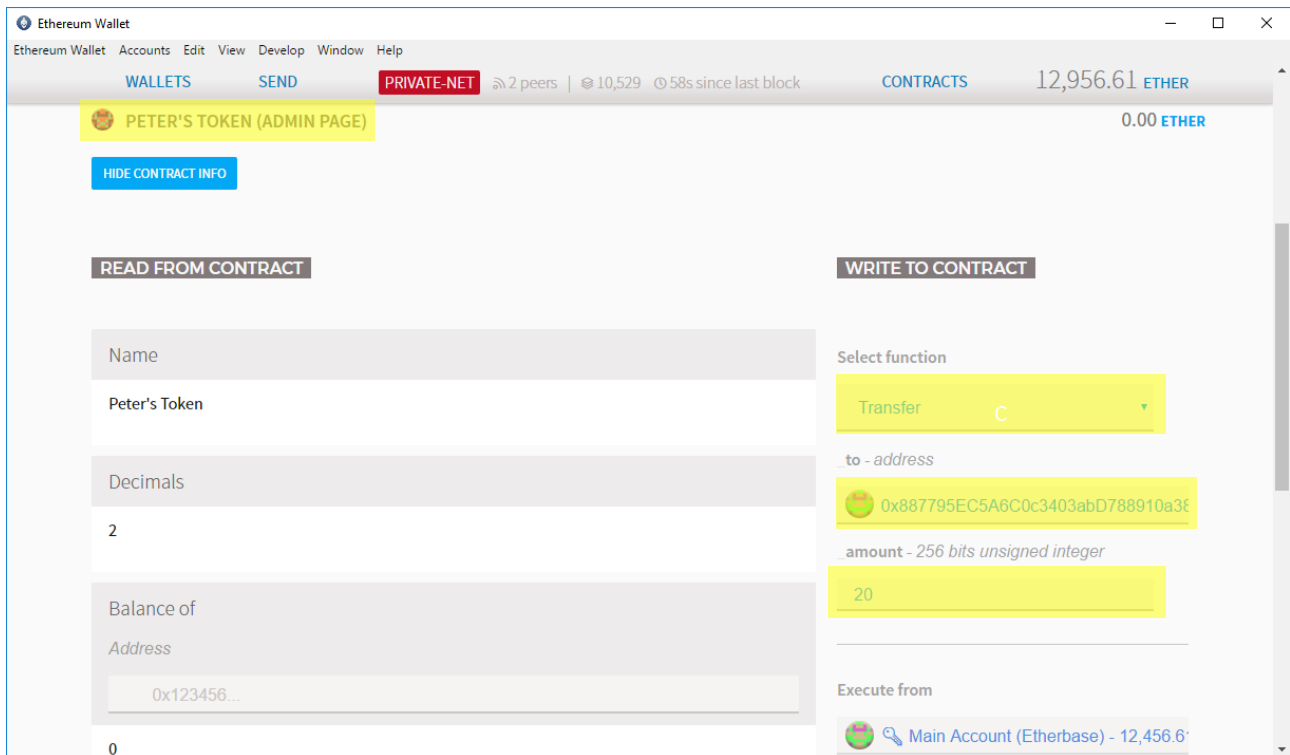 Ethereum Wallet
Ethereum Wallet Accounts Edit View Develop Window Help
WALLETS SEND PRIVATE-NET 2 peers | 10,529 58s since last block CONTRACTS 12,956.61 ETHER
PETER'S TOKEN (ADMIN PAGE) 0.00 ETHER
HIDE CONTRACT INFO
READ FROM CONTRACT
Name
Peter's Token
Decimals
2
Balance of
Address
0x123456...
0
WRITE TO CONTRACT
Select function
Transfer C
_to - address
0x887795EC5A6C0c3403abD788910a38
_amount - 256 bits unsigned integer
20
Execute from
Main Account (Etherbase) - 12,456.61